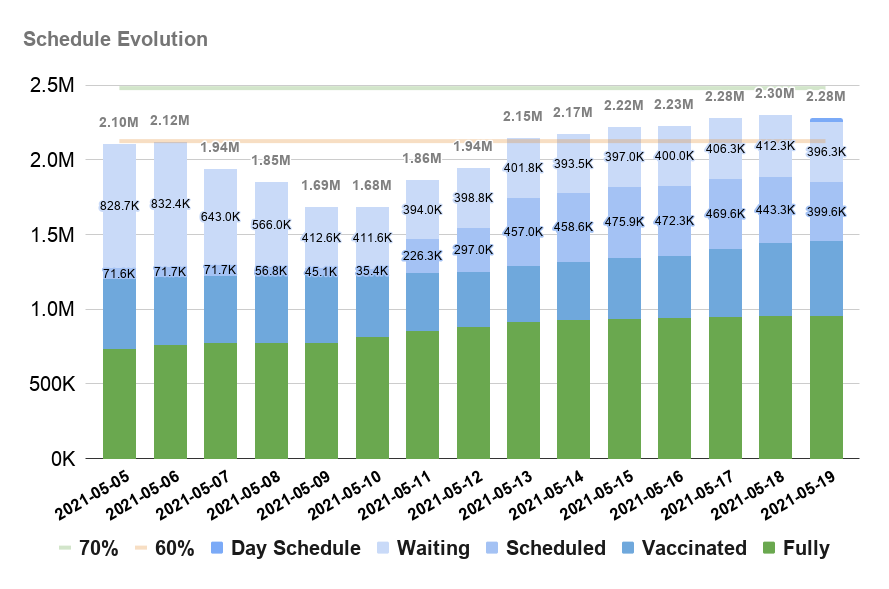 Schedule Evolution
2.5M
2.0M
1.5M
1.0M
500K
0K
2.10M
2.12M
1.94M
1.85M
1.69M
1.68M
1.86M
1.94M
2.15M
2.17M
2.22M
2.23M
2.28M
2.30M
2.28M
828.7K
832.4K
643.0K
566.0K
412.6K
411.6K
394.0K
398.8K
401.8K
393.5K
397.0K
400.0K
406.3K
412.3K
396.3K
71.6K
71.7K
71.7K
56.8K
45.1K
35.4K
226.3K
297.0K
457.0K
458.6K
475.9K
472.3K
469.6K
443.3K
399.6K
2021-05-05
2021-05-06
2021-05-07
2021-05-08
2021-05-09
2021-05-10
2021-05-11
2021-05-12
2021-05-13
2021-05-14
2021-05-15
2021-05-16
2021-05-17
2021-05-18
2021-05-19
70% 60% Day Schedule Waiting Scheduled Vaccinated Fully